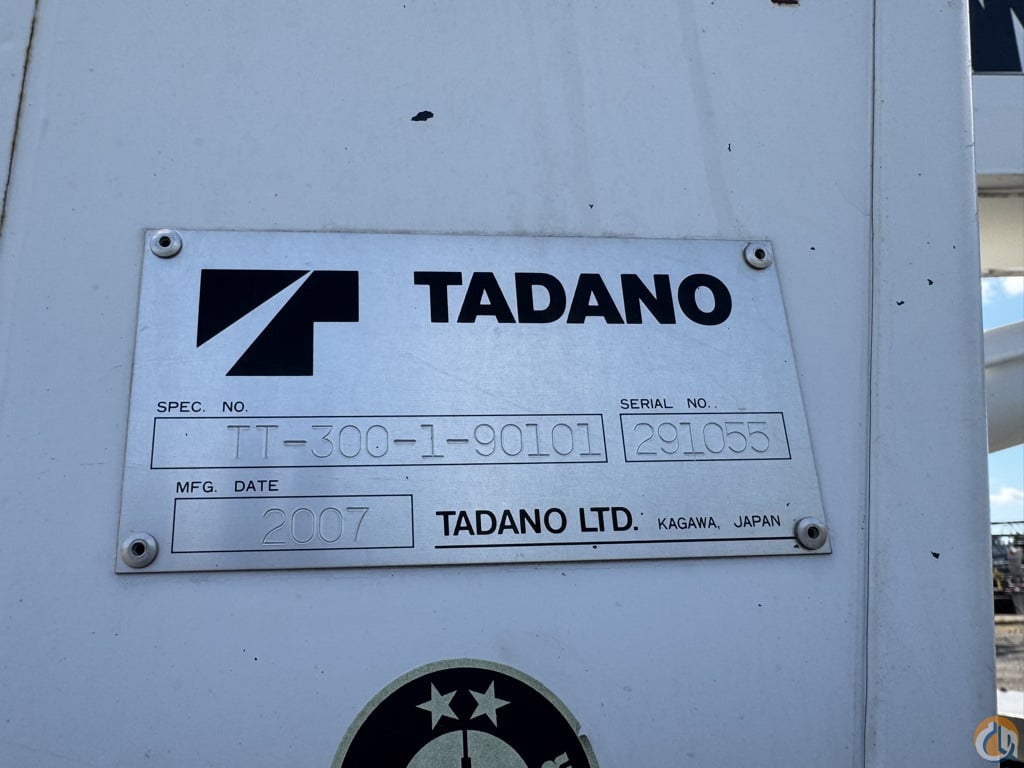 TADANO
SPEC. NO.
TT-300-1-90101
SERIAL NO..
291055
MFG. DATE
2007
TADANO LTD. KAGAWA, JAPAN